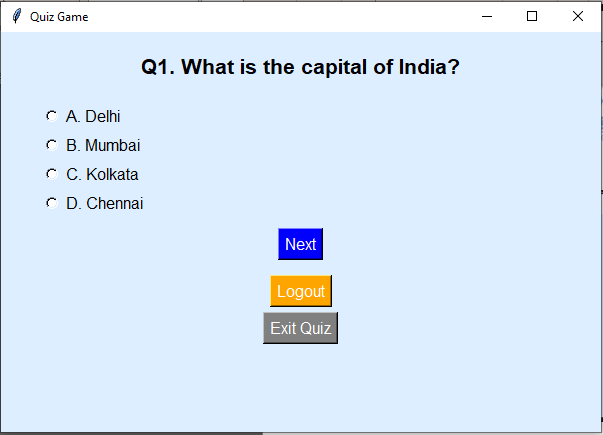 Quiz Game
Q1. What is the capital of India?
A. Delhi
B. Mumbai
C. Kolkata
D. Chennai
Next
Logout
Exit Quiz